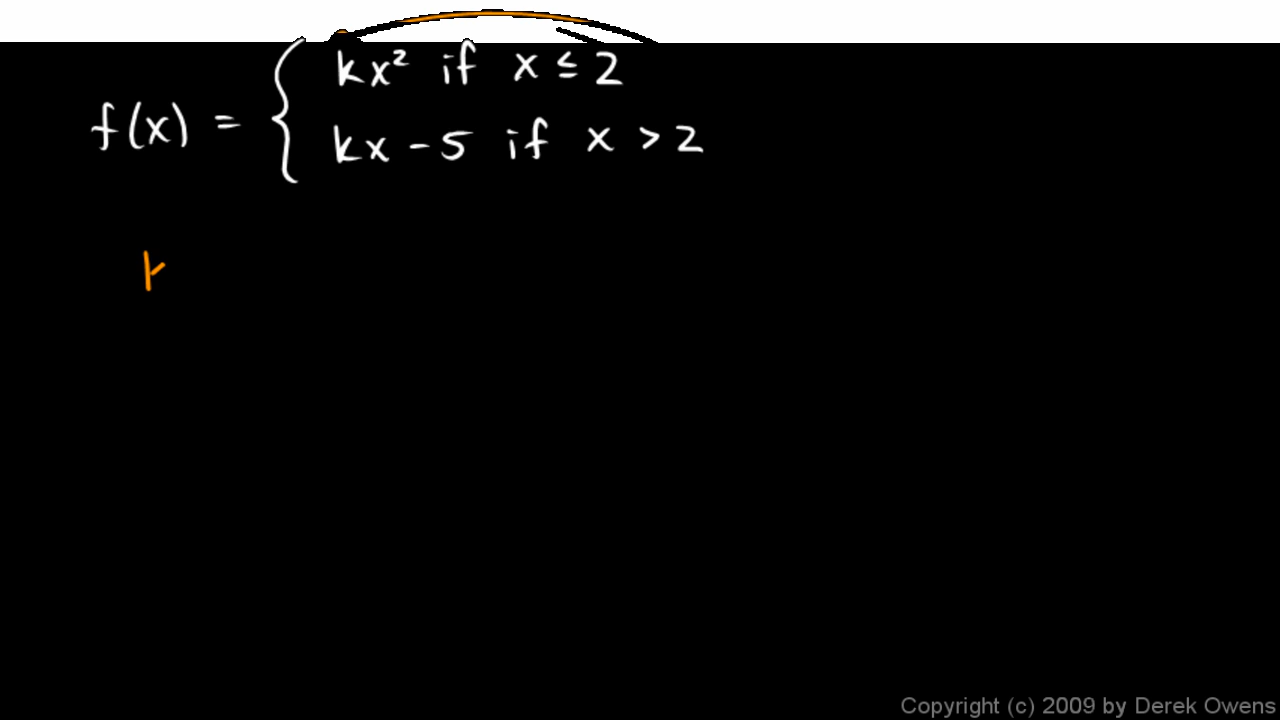 f(x) = { kx² if x ≤ 2
kx - 5 if x > 2
Copyright (c) 2009 by Derek Owens